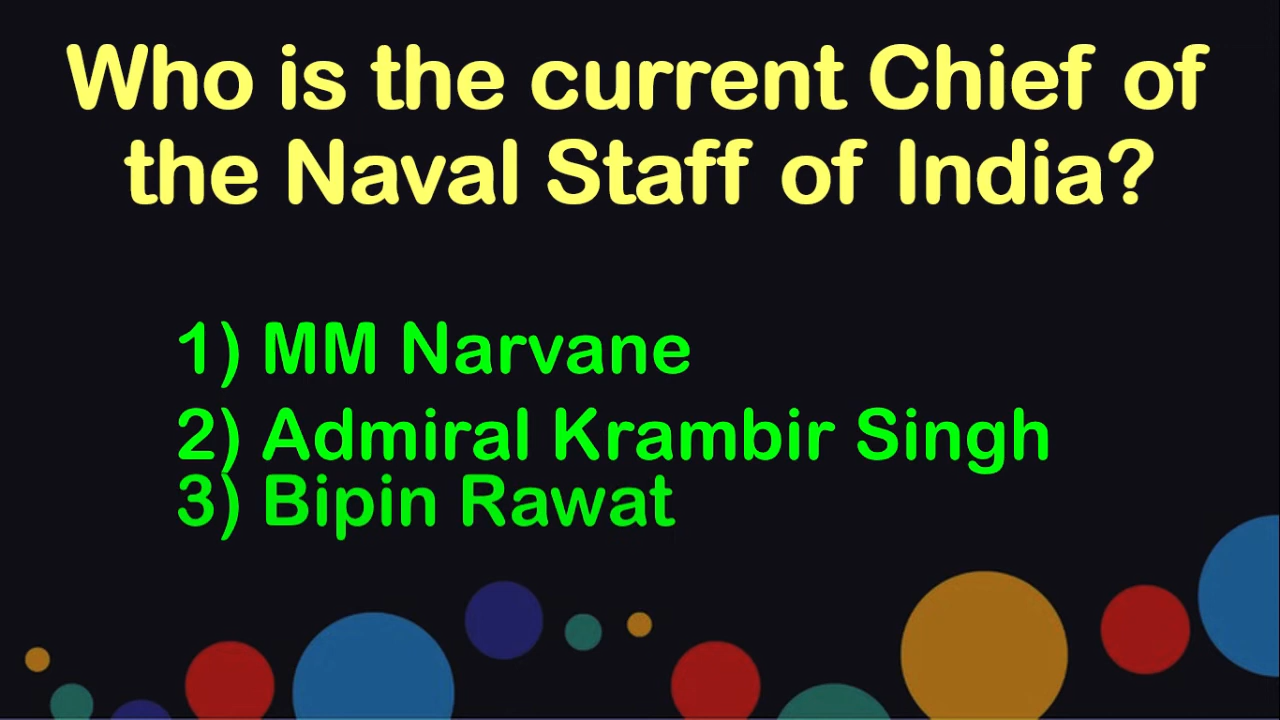 Who is the current Chief of
the Naval Staff of India?
1) MM Narvane
2) Admiral Krambir Singh
3) Bipin Rawat